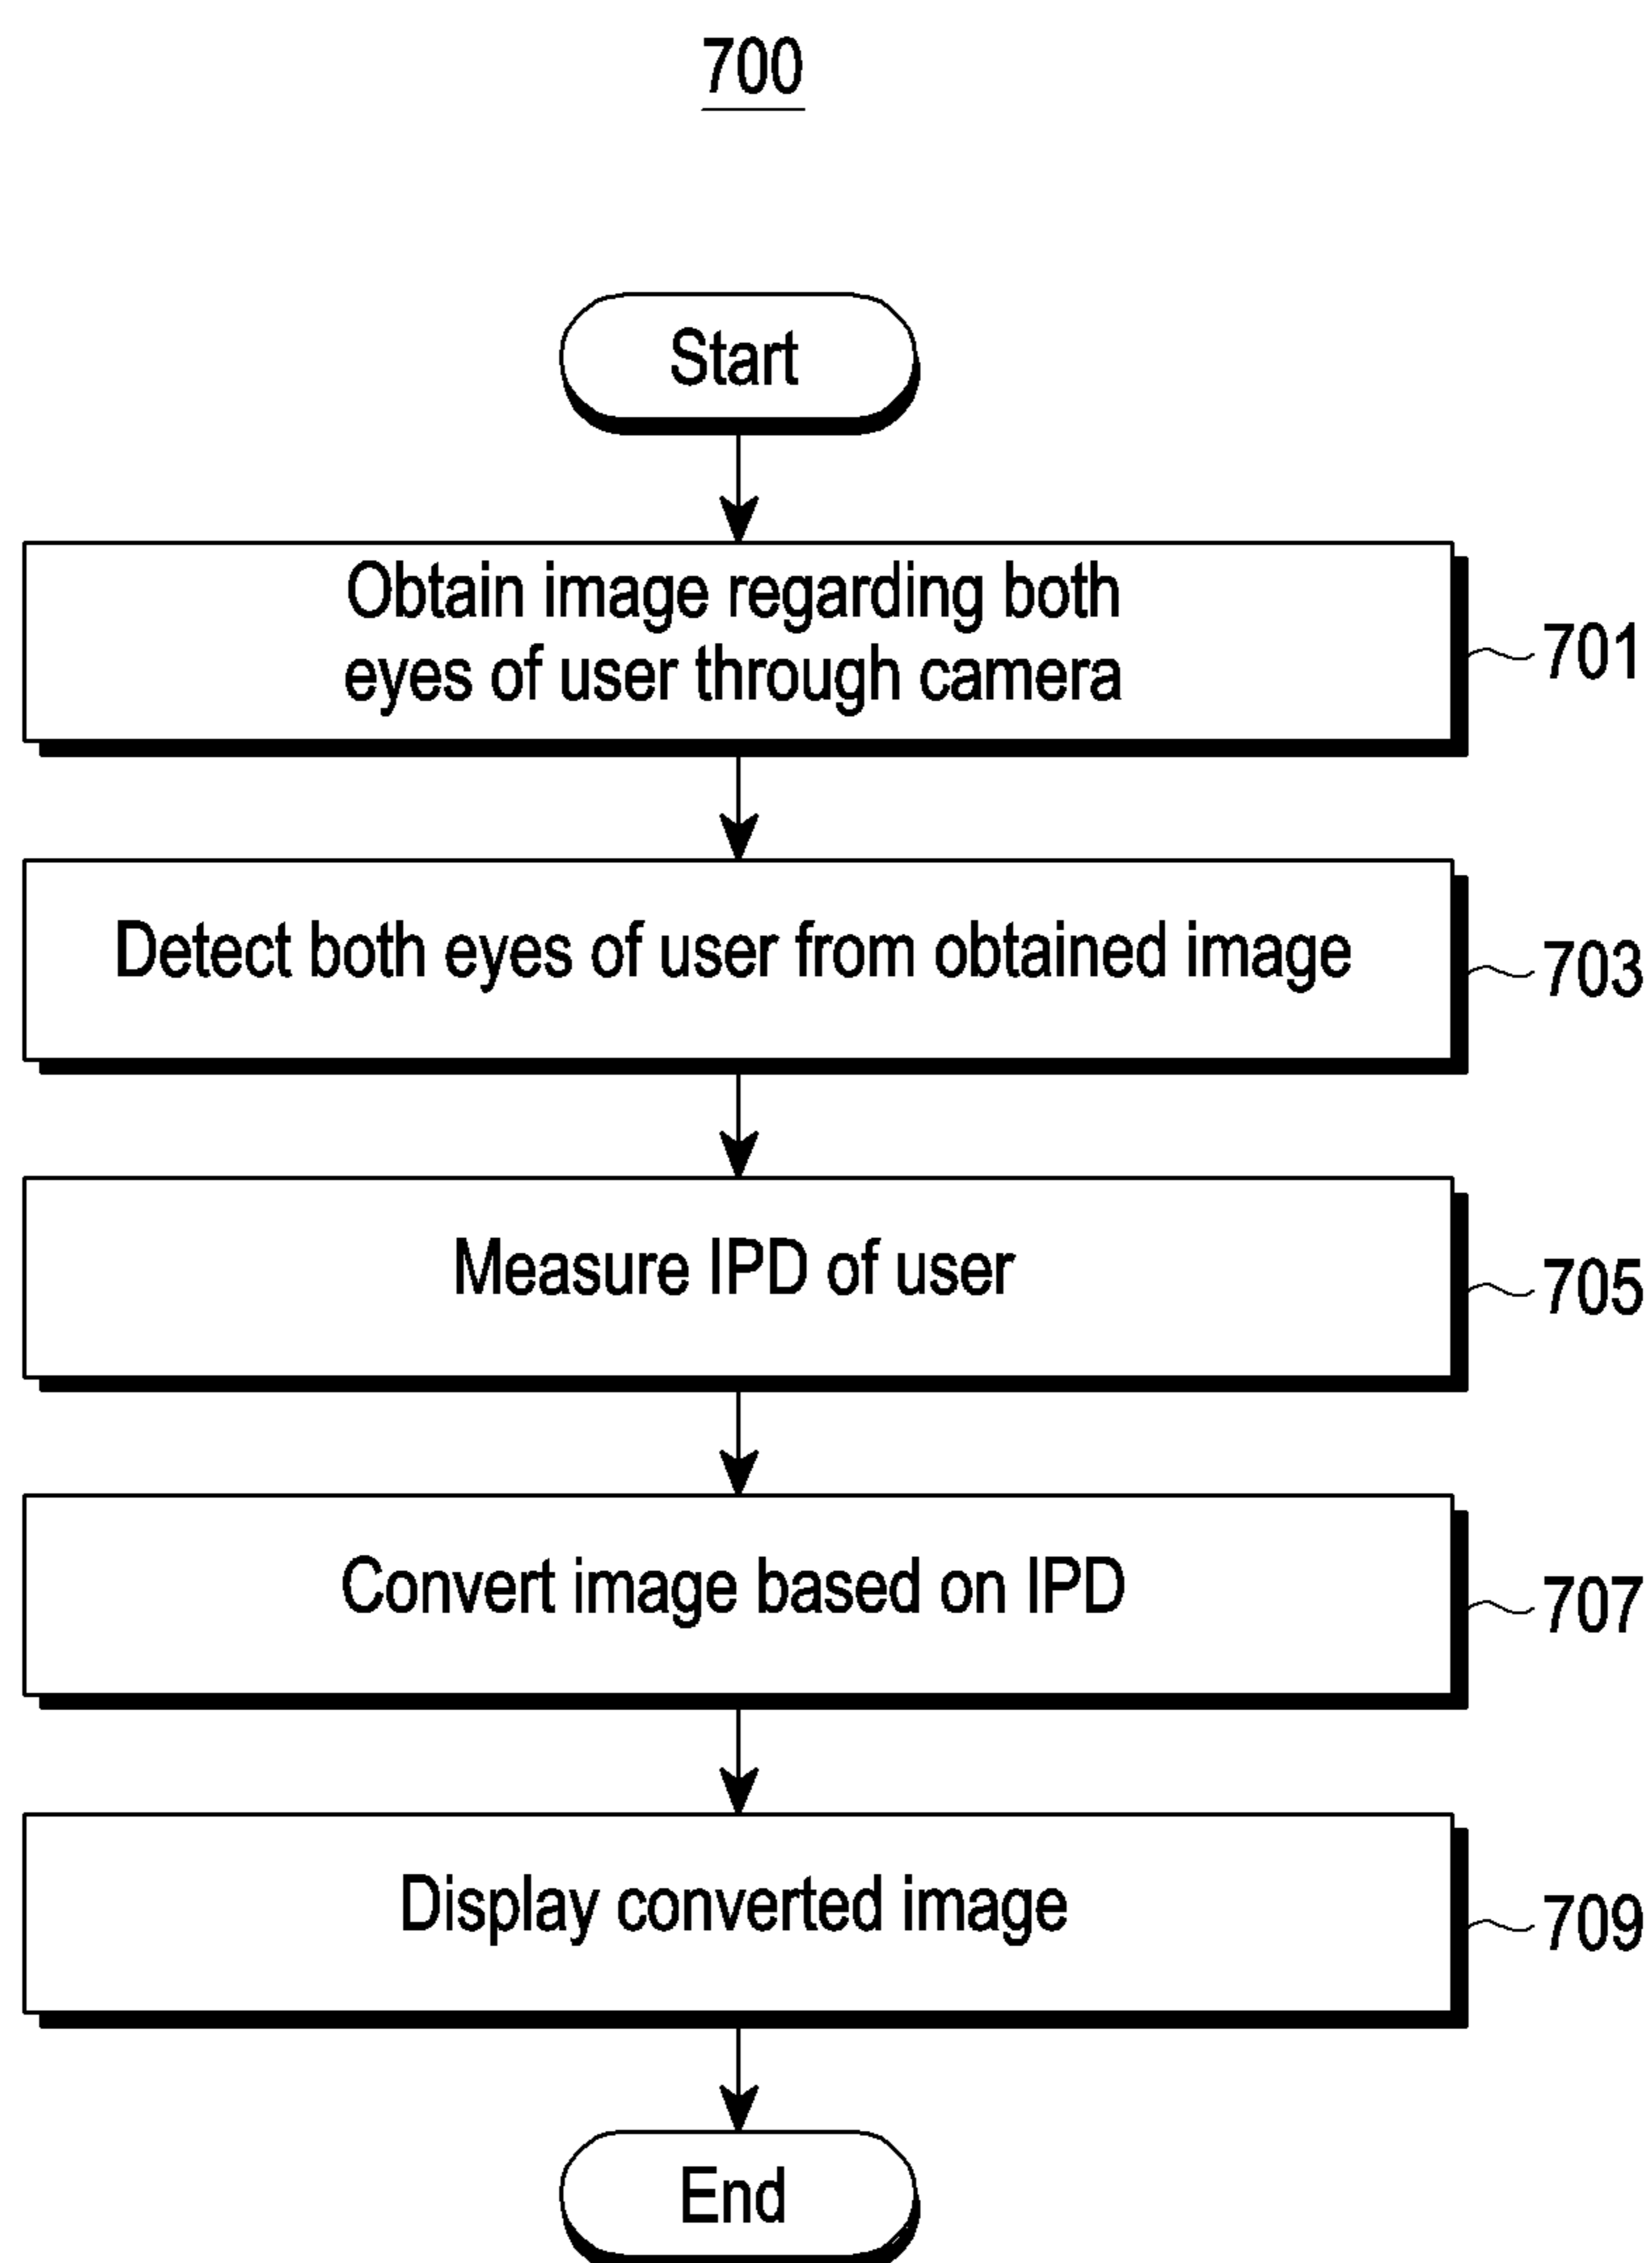 700
Start
Obtain image regarding both
eyes of user through camera
701
Detect both eyes of user from obtained image
703
Measure IPD of user
705
Convert image based on IPD
707
Display converted image
709
End